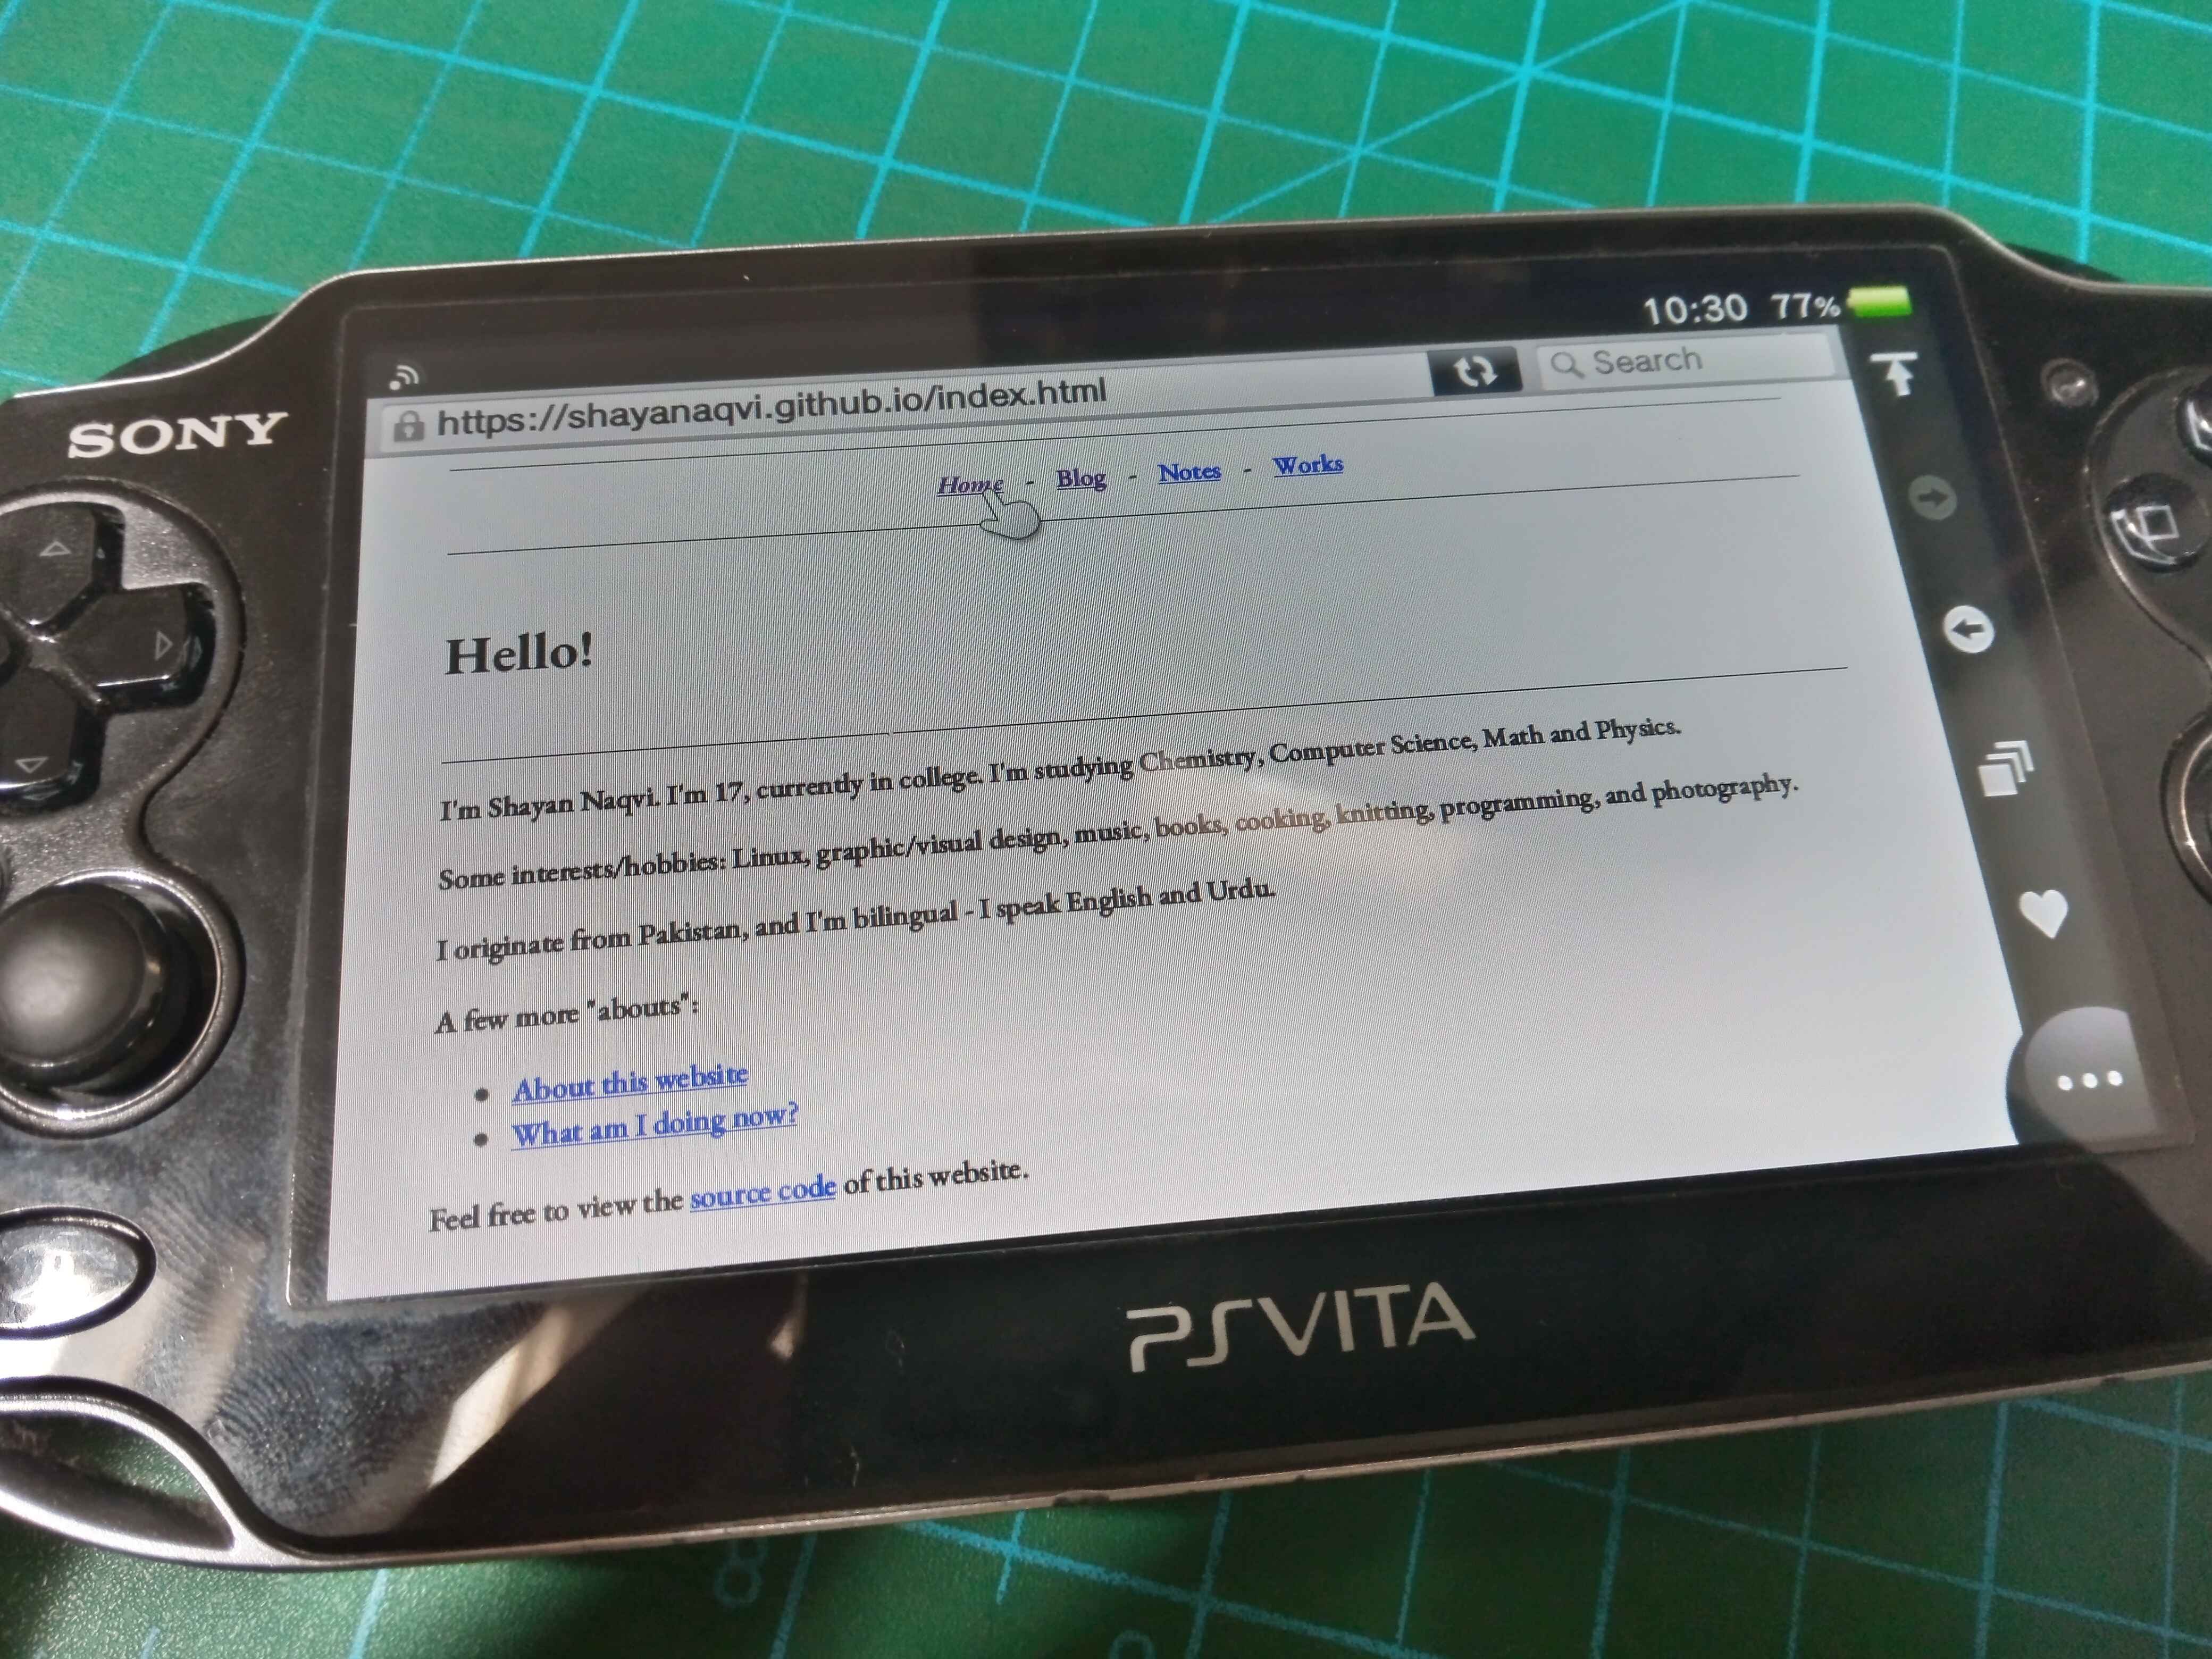 10:30 77%
SONY
https://shayanaqvi.github.io/index.html
Search
Home - Blog - Notes - Works
Hello!
I'm Shayan Naqvi. I'm 17, currently in college. I'm studying Chemistry, Computer Science, Math and Physics.
Some interests/hobbies: Linux, graphic/visual design, music, books, cooking, knitting, programming, and photography.
I originate from Pakistan, and I'm bilingual - I speak English and Urdu.
A few more "abouts":
• About this website
• What am I doing now?
Feel free to view the source code of this website.
PSVITA
8